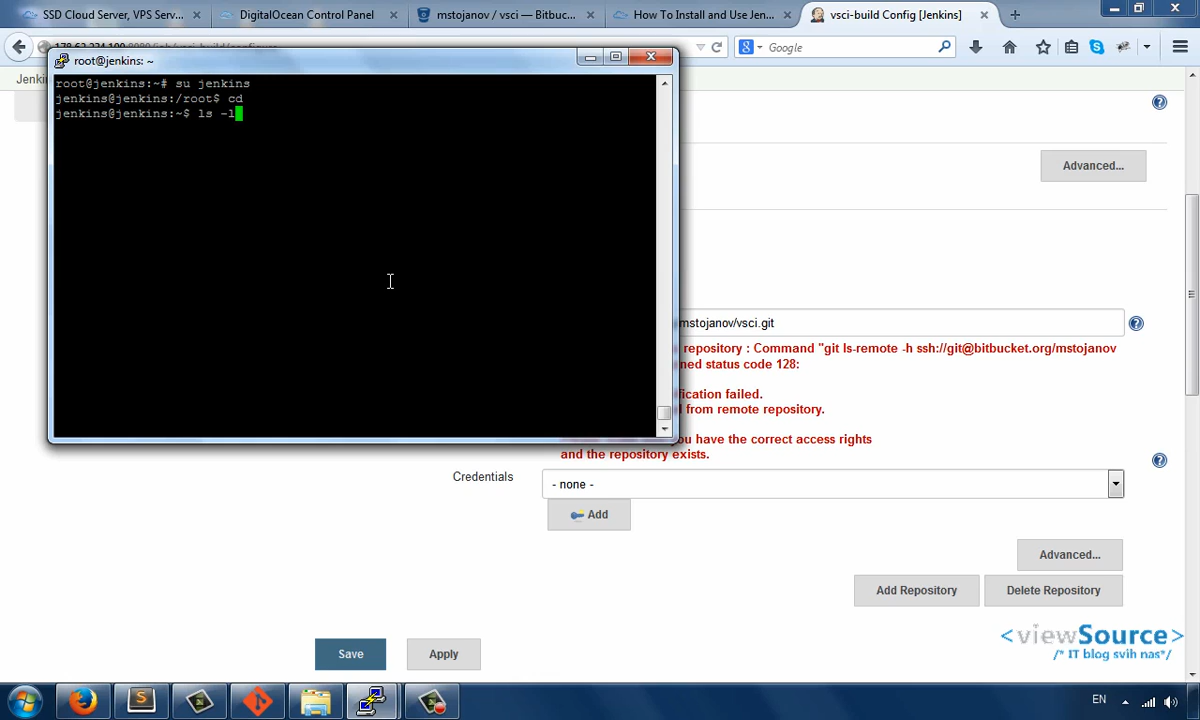 SSD Cloud Server, VPS Serv...
DigitalOcean Control Panel
mstojanov / vsci — Bitbuc...
How To Install and Use Jen...
vsci-build Config [Jenkins]
Google
root@jenkins: ~
Jenki
root@jenkins:~# su jenkins
jenkins@jenkins:/root$ cd
jenkins@jenkins:~$ ls -l
Advanced...
mstojanov/vsci.git
repository : Command "git ls-remote -h ssh://git@bitbucket.org/mstojanov
ned status code 128:
ification failed.
from remote repository.
you have the correct access rights
and the repository exists.
Credentials
- none -
Add
Advanced...
Add Repository
Delete Repository
<viewSource>
/* IT blog svih nas*/
Save
Apply
EN